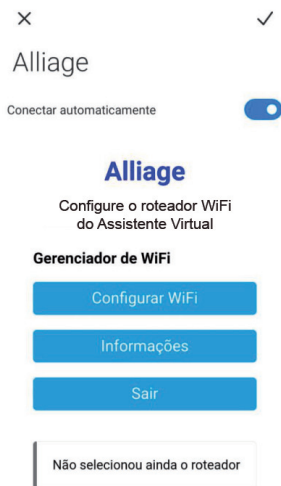 Alliage
Conectar automaticamente
Alliage
Configure o roteador WiFi
do Assistente Virtual
Gerenciador de WiFi
Configurar WiFi
Informações
Sair
Não selecionou ainda o roteador